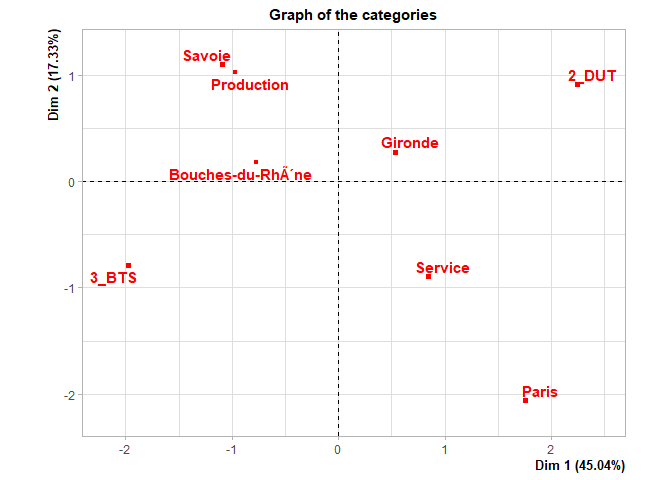 Graph of the categories
Dim 2 (17.33%)
Savoie
Production
2_DUT
1
Gironde
Bouches-du-RhÃ´ne
0
3_BTS
Service
-1
Paris
-2
-2
-1
0
1
2
Dim 1 (45.04%)